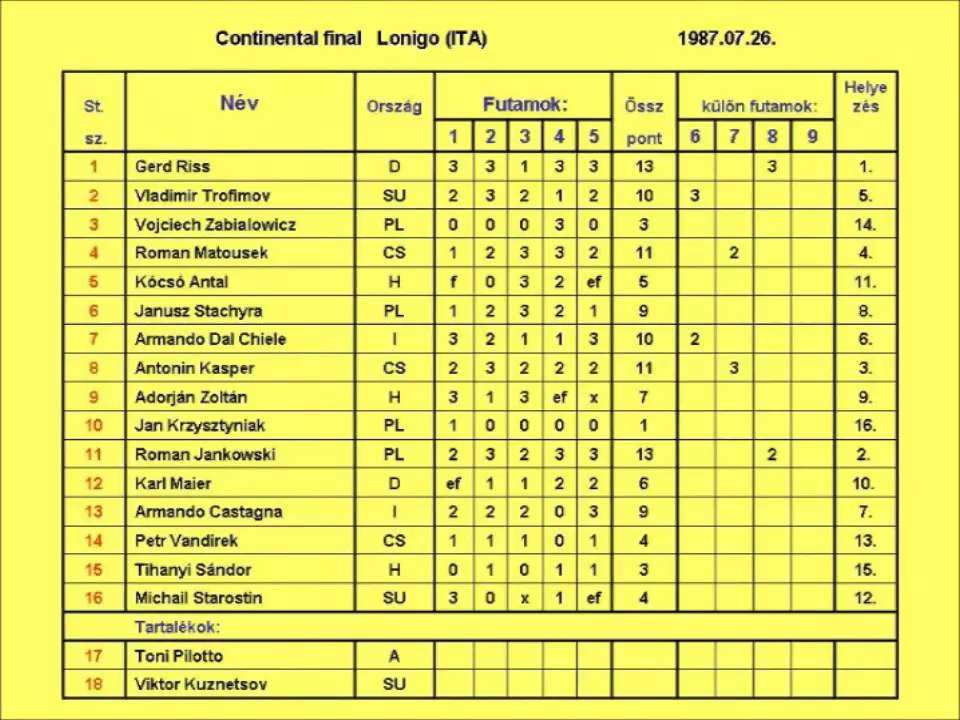 Continental final Lonigo (ITA) 1987.07.26.
St. sz. Név Ország Futamok: Össz pont külön futamok: Helye zés
1 2 3 4 5 6 7 8 9
1 Gerd Riss D 3 3 1 3 3 13 3 1.
2 Vladimir Trofimov SU 2 3 2 1 2 10 3 5.
3 Vojciech Zabialowicz PL 0 0 0 3 0 3 14.
4 Roman Matousek CS 1 2 3 3 2 11 2 4.
5 Kócsó Antal H f 0 3 2 ef 5 11.
6 Janusz Stachyra PL 1 2 3 2 1 9 8.
7 Armando Dal Chiele I 3 2 1 1 3 10 2 6.
8 Antonin Kasper CS 2 3 2 2 2 11 3 3.
9 Adorján Zoltán H 3 1 3 ef x 7 9.
10 Jan Krzysztyniak PL 1 0 0 0 0 1 16.
11 Roman Jankowski PL 2 3 2 3 3 13 2 2.
12 Karl Maier D ef 1 1 2 2 6 10.
13 Armando Castagna I 2 2 2 0 3 9 7.
14 Petr Vandirek CS 1 1 1 0 1 4 13.
15 Tihanyi Sándor H 0 1 0 1 1 3 15.
16 Michail Starostin SU 3 0 x 1 ef 4 12.
Tartalékok:
17 Toni Pilotto A
18 Viktor Kuznetsov SU